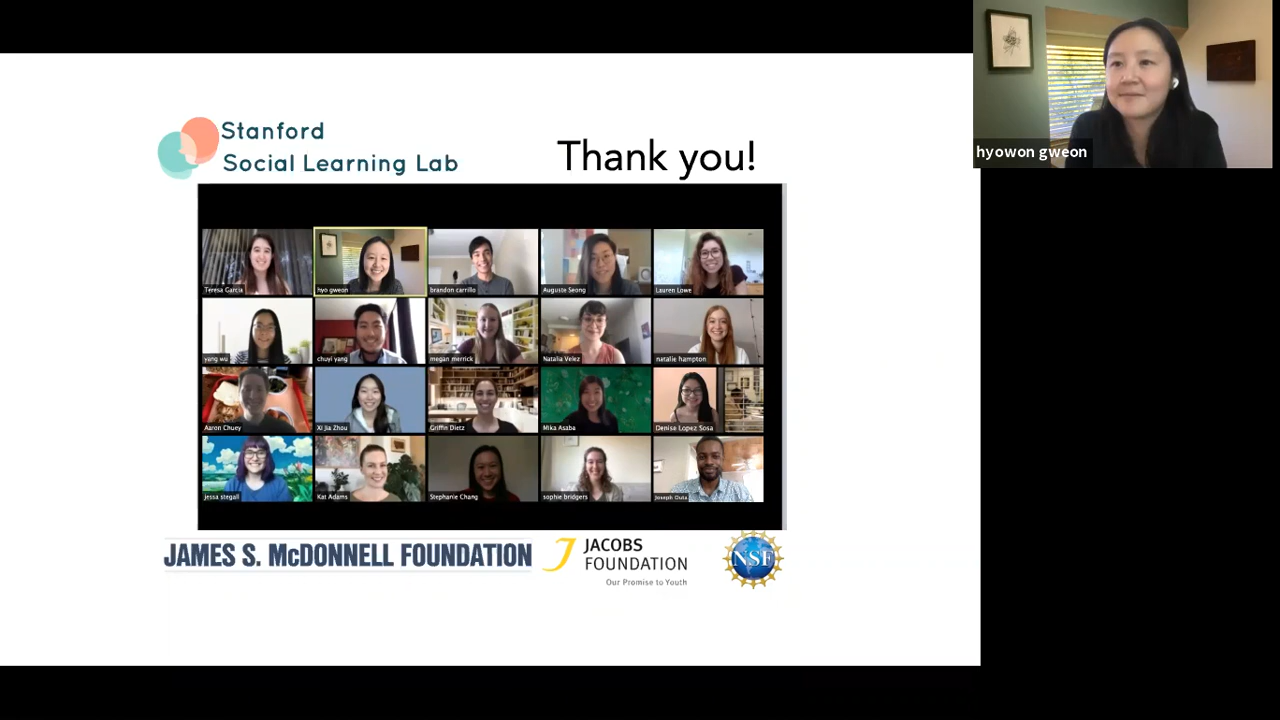 Stanford
Social Learning Lab
Thank you!
hyowon gweon
Teresa Garcia
hyo gweon
brandon carrillo
Auguste Seong
Lauren Lowe
yang wu
chuyi yang
megan merrick
Natalia Velez
natalie hampton
Aaron Chuey
Xi Jia Zhou
Griffin Dietz
Mika Asaba
Denise Lopez Sosa
jessa stegall
Kat Adams
Stephanie Chang
sophie bridgers
Joseph Outa
JAMES S. McDONNELL FOUNDATION
JACOBS
FOUNDATION
Our Promise to Youth
NSF